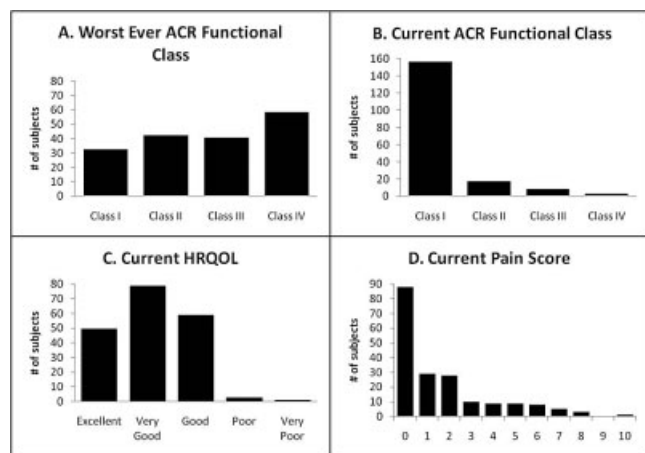 A. Worst Ever ACR Functional
Class
# of subjects
80
70
60
50
40
30
20
10
0
Class I Class II Class III Class IV
B. Current ACR Functional Class
# of subjects
160
140
120
100
80
60
40
20
0
Class I Class II Class III Class IV
C. Current HRQOL
# of subjects
80
70
60
50
40
30
20
10
0
Excellent Very Good Poor Very
Good Poor
D. Current Pain Score
# of subjects
90
80
70
60
50
40
30
20
10
0
0 1 2 3 4 5 6 7 8 9 10